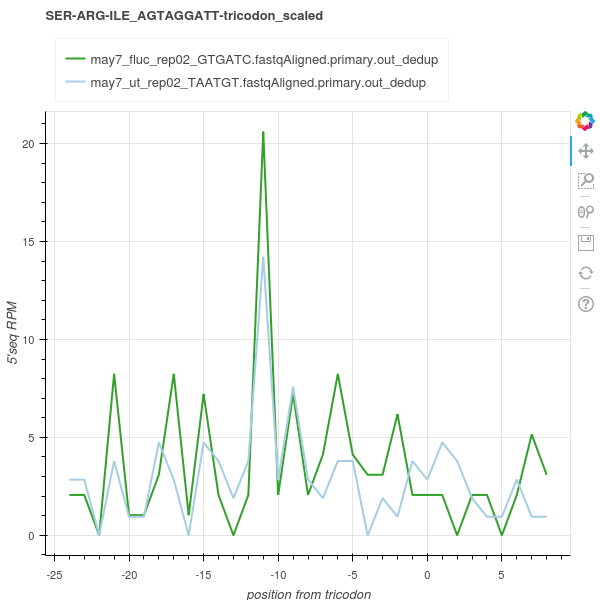 SER-ARG-ILE_AGTAGGATT-tricodon_scaled
may7_fluc_rep02_GTGATC.fastqAligned.primary.out_dedup
may7_ut_rep02_TAATGT.fastqAligned.primary.out_dedup
20
15
10
5
0
5'seq RPM
-25 -20 -15 -10 -5 0 5
position from tricodon